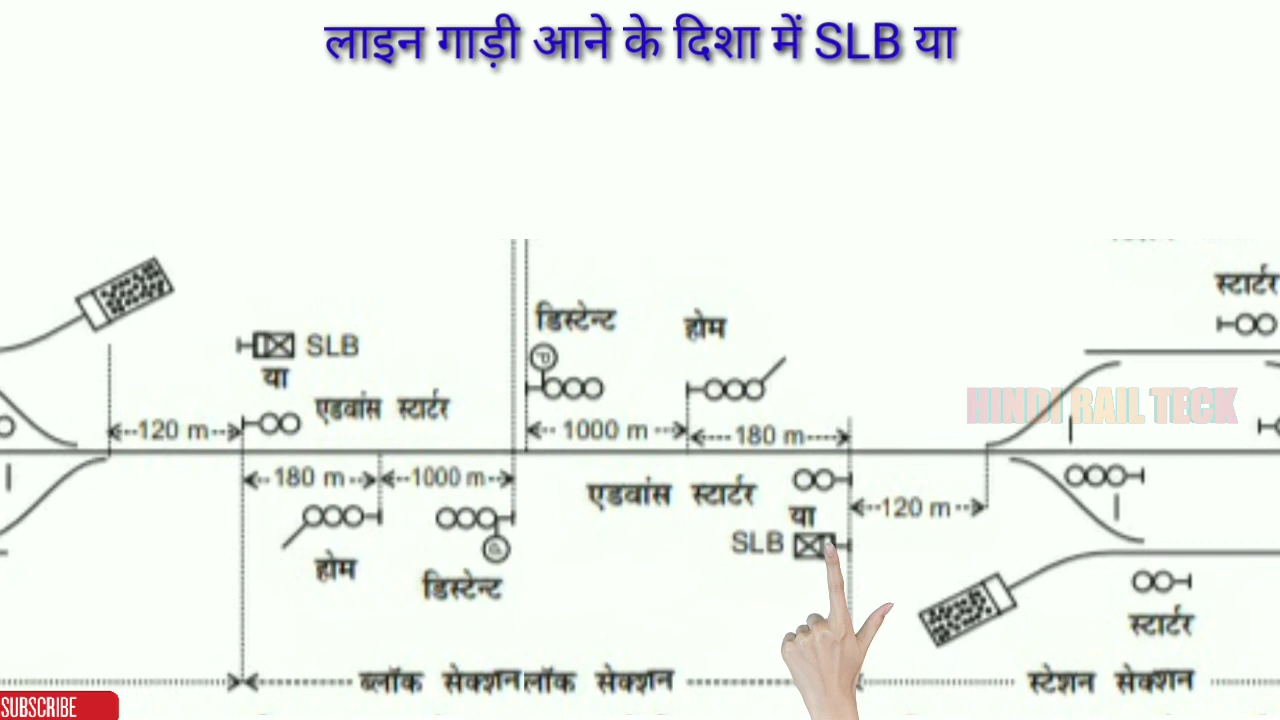 लाइन गाड़ी आने के दिशा में SLB या
स्टार्टर
डिस्टेन्ट
होम
SLB
P
या
एडवांस स्टार्टर
HINDI RAIL TECK
120 m
1000 m
180 m
180 m
1000 m
एडवांस स्टार्टर
120 m
या
SLB
होम
P
डिस्टेन्ट
स्टार्टर
ब्लॉक सेक्शन
लॉक सेक्शन
स्टेशन सेक्शन
SUBSCRIBE